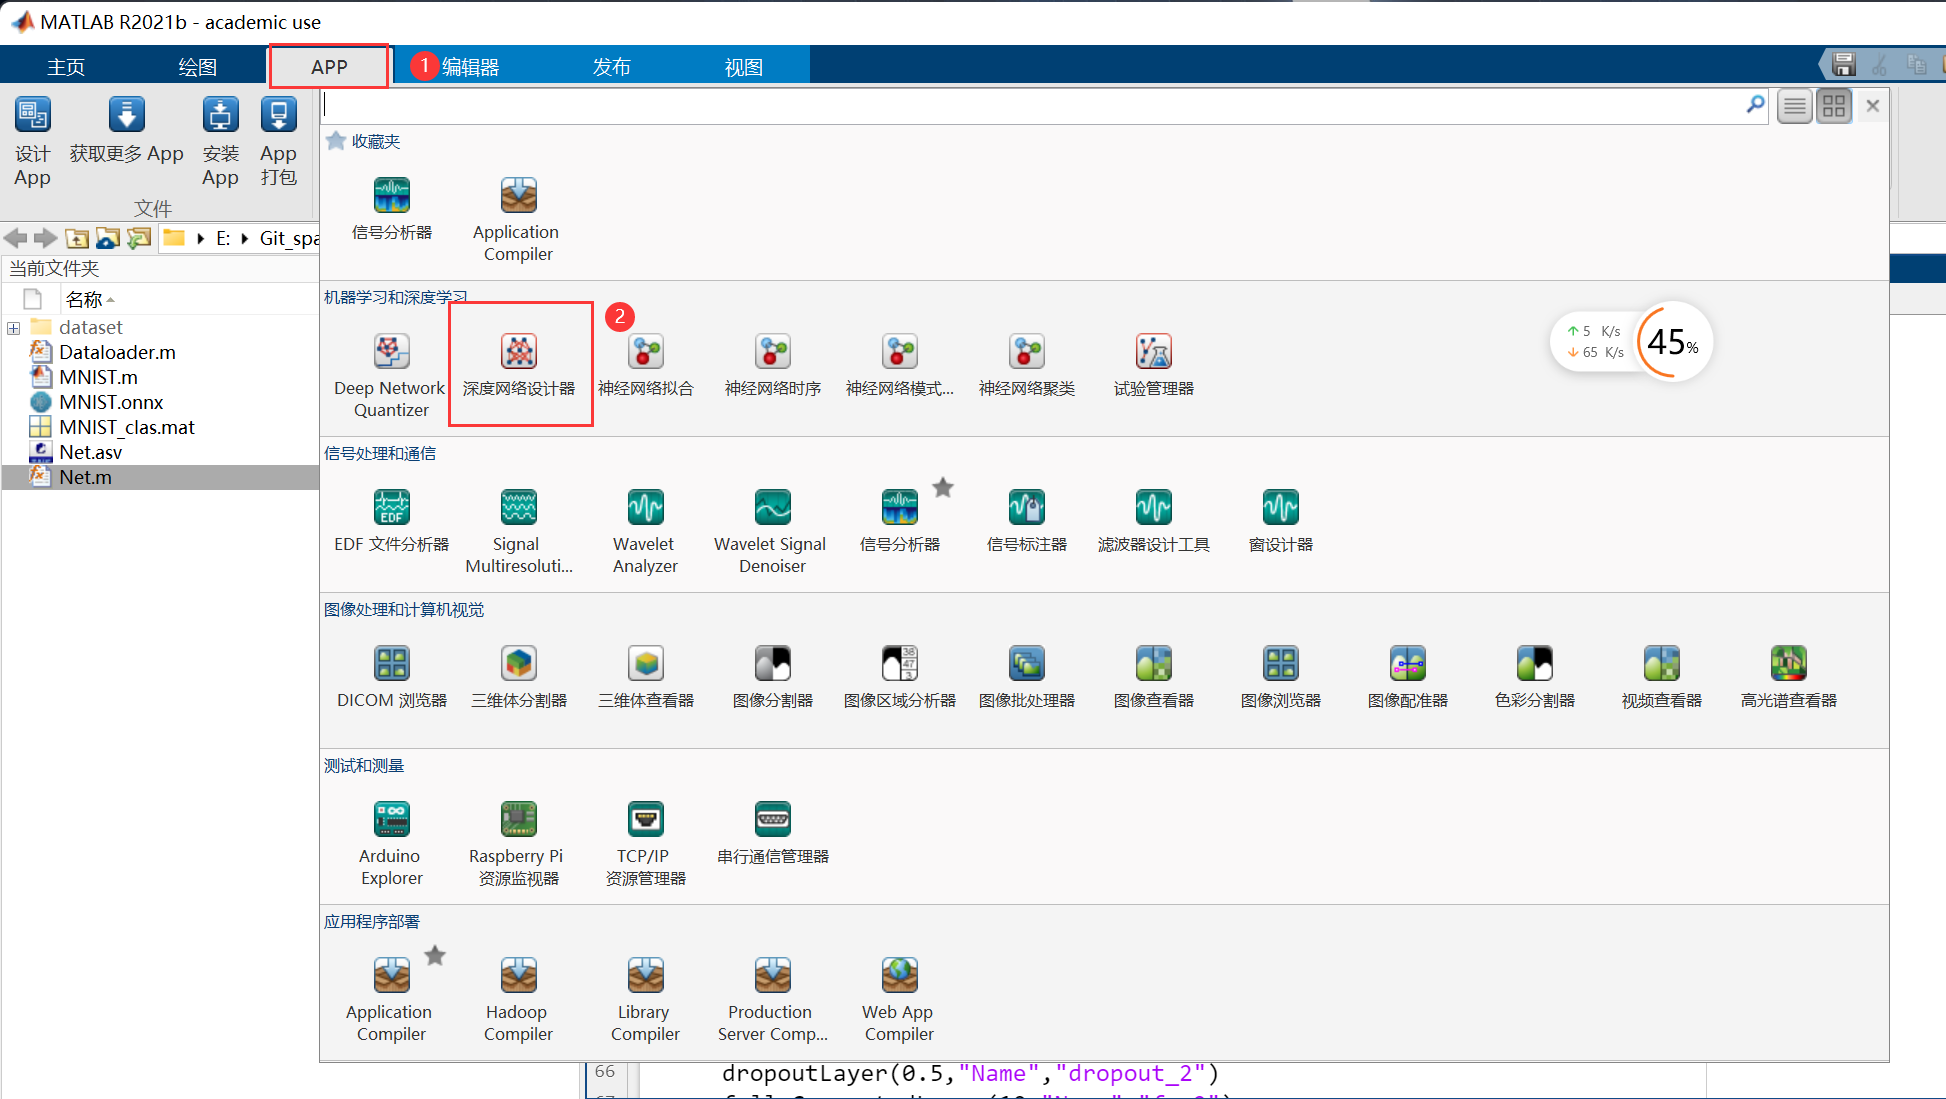 MATLAB R2021b - academic use
主页
绘图
APP
1
编辑器
发布
视图
设计
App
获取更多 App
安装
App
App
打包
文件
E:
Git_spa
当前文件夹
名称
dataset
Dataloader.m
MNIST.m
MNIST.onnx
MNIST_clas.mat
Net.asv
Net.m
收藏夹
信号分析器
Application
Compiler
机器学习和深度学习
2
Deep Network
Quantizer
深度网络设计器
神经网络拟合
神经网络时序
神经网络模式...
神经网络聚类
试验管理器
5 K/s
65 K/s
45%
信号处理和通信
EDF
EDF 文件分析器
Signal
Multiresoluti...
Wavelet
Analyzer
Wavelet Signal
Denoiser
信号分析器
信号标注器
滤波器设计工具
窗设计器
图像处理和计算机视觉
38
47
3
DICOM 浏览器
三维体分割器
三维体查看器
图像分割器
图像区域分析器
图像批处理器
图像查看器
图像浏览器
图像配准器
色彩分割器
视频查看器
高光谱查看器
测试和测量
Arduino
Explorer
Raspberry Pi
资源监视器
TCP/IP
资源管理器
串行通信管理器
应用程序部署
Application
Compiler
Hadoop
Compiler
Library
Compiler
Production
Server Comp...
Web App
Compiler
66
dropoutLayer(0.5,"Name","dropout_2")